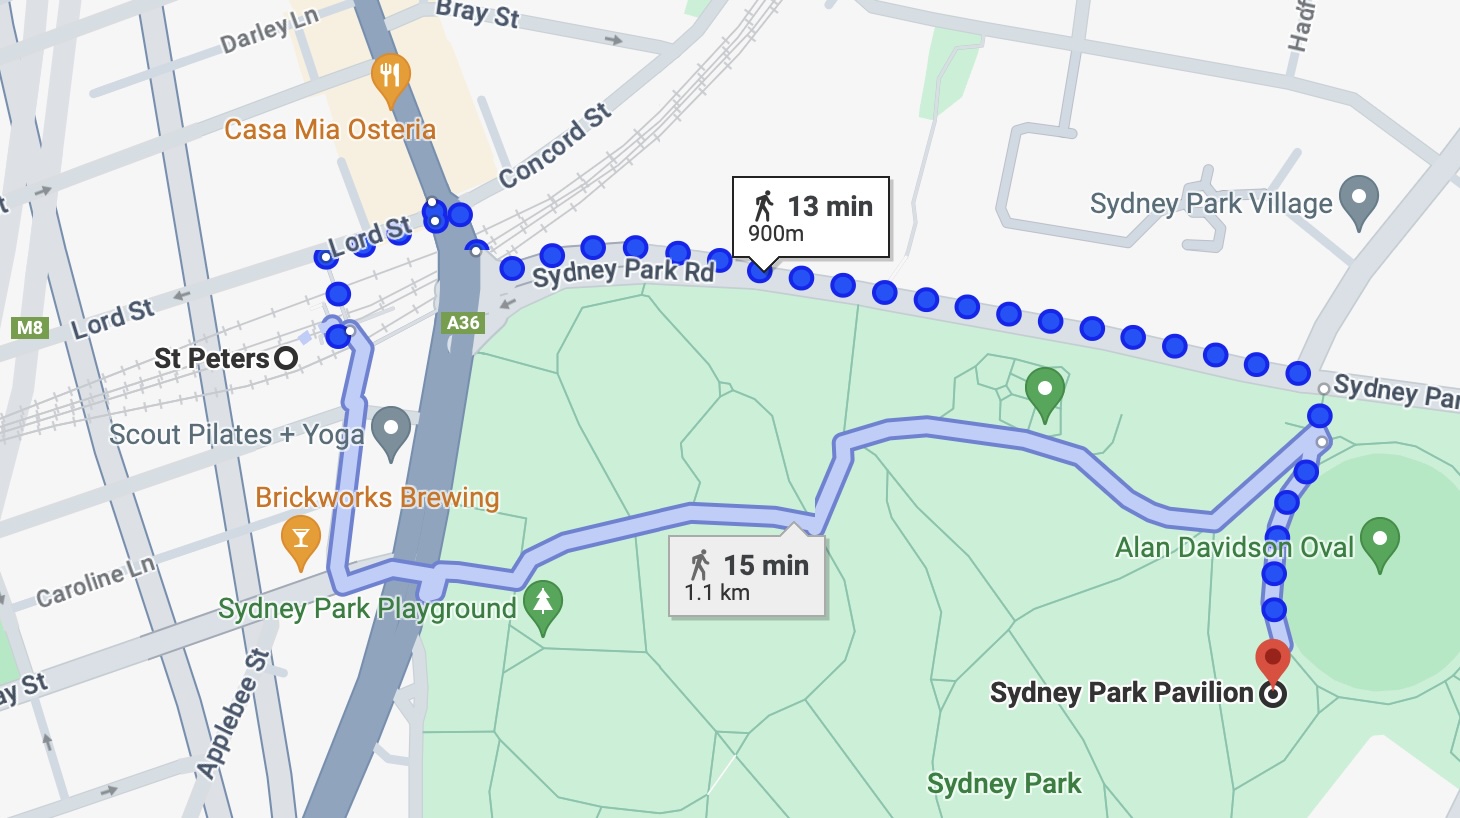 Darley Ln
Bray St
Hadf
Casa Mia Osteria
Concord St
13 min
900m
Sydney Park Village
Lord St
Sydney Park Rd
Lord St
M8
A36
St Peters
Sydney Par
Scout Pilates + Yoga
Brickworks Brewing
Alan Davidson Oval
15 min
1.1 km
Caroline Ln
Sydney Park Playground
ay St
Applebee St
Sydney Park Pavilion
Sydney Park